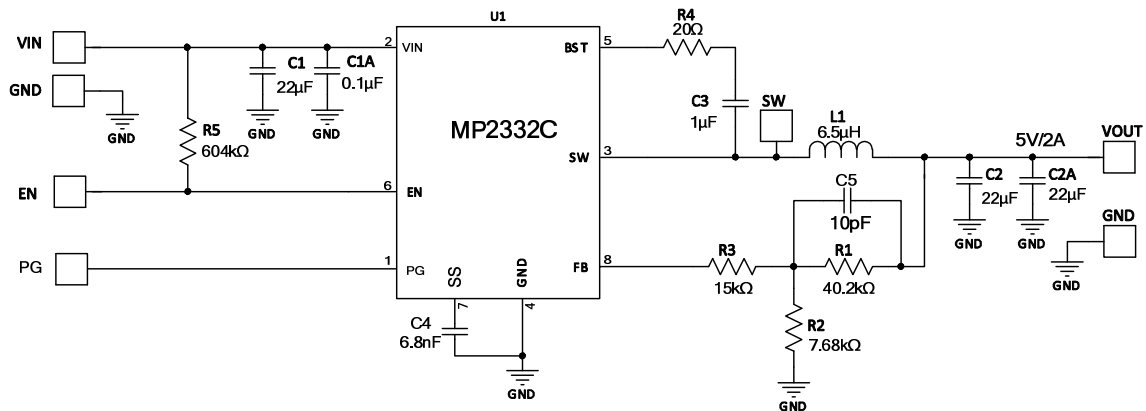 U1
VIN
GND
GND
C1
22µF
GND
C1A
0.1µF
GND
R5
604kΩ
EN
PG
2
VIN
6
EN
1
PG
MP2332C
BST
5
SW
3
FB
8
SS
7
GND
4
C4
6.8nF
GND
R4
20Ω
C3
1µF
SW
L1
6.5µH
5V/2A
VOUT
C2
22µF
GND
C2A
22µF
GND
GND
GND
C5
10pF
R3
15kΩ
R1
40.2kΩ
R2
7.68kΩ
GND